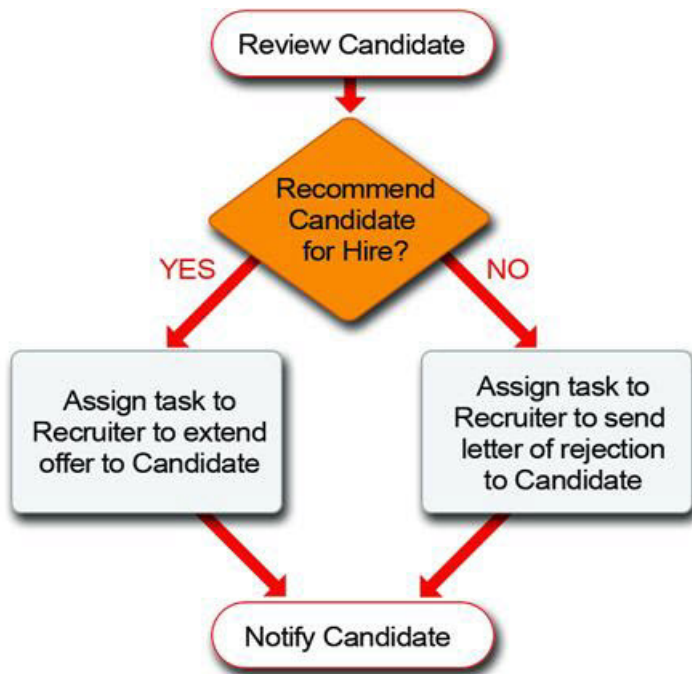 Review Candidate
Recommend
Candidate
for Hire?
YES
NO
Assign task to
Recruiter to extend
offer to Candidate
Assign task to
Recruiter to send
letter of rejection
to Candidate
Notify Candidate